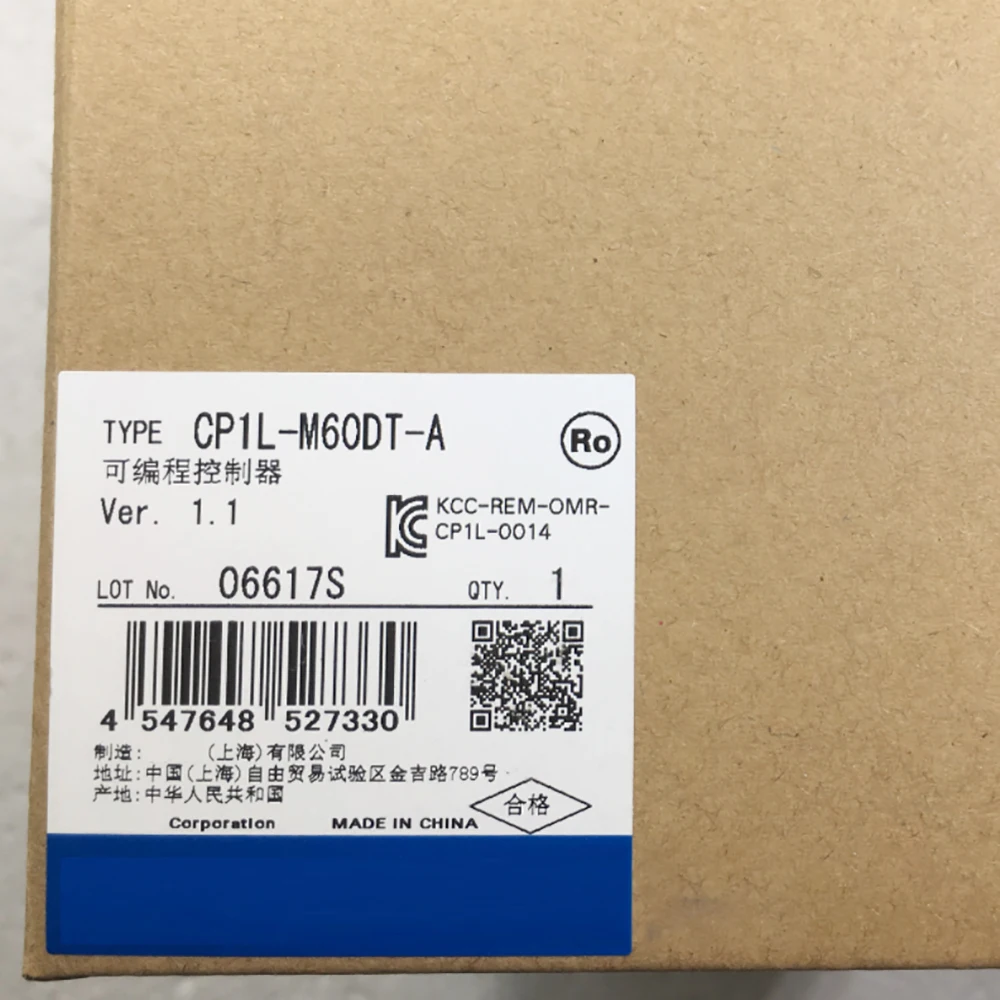 TYPE CP1L-M60DT-A
Ro
可编程控制器
Ver. 1.1
KCC-REM-OMR-
CP1L-0014
LOT No. 06617S QTY. 1
4 547648 527330
制造: (上海)有限公司
地址:中国(上海)自由贸易试验区金吉路789号
产地:中华人民共和国
合格
Corporation MADE IN CHINA